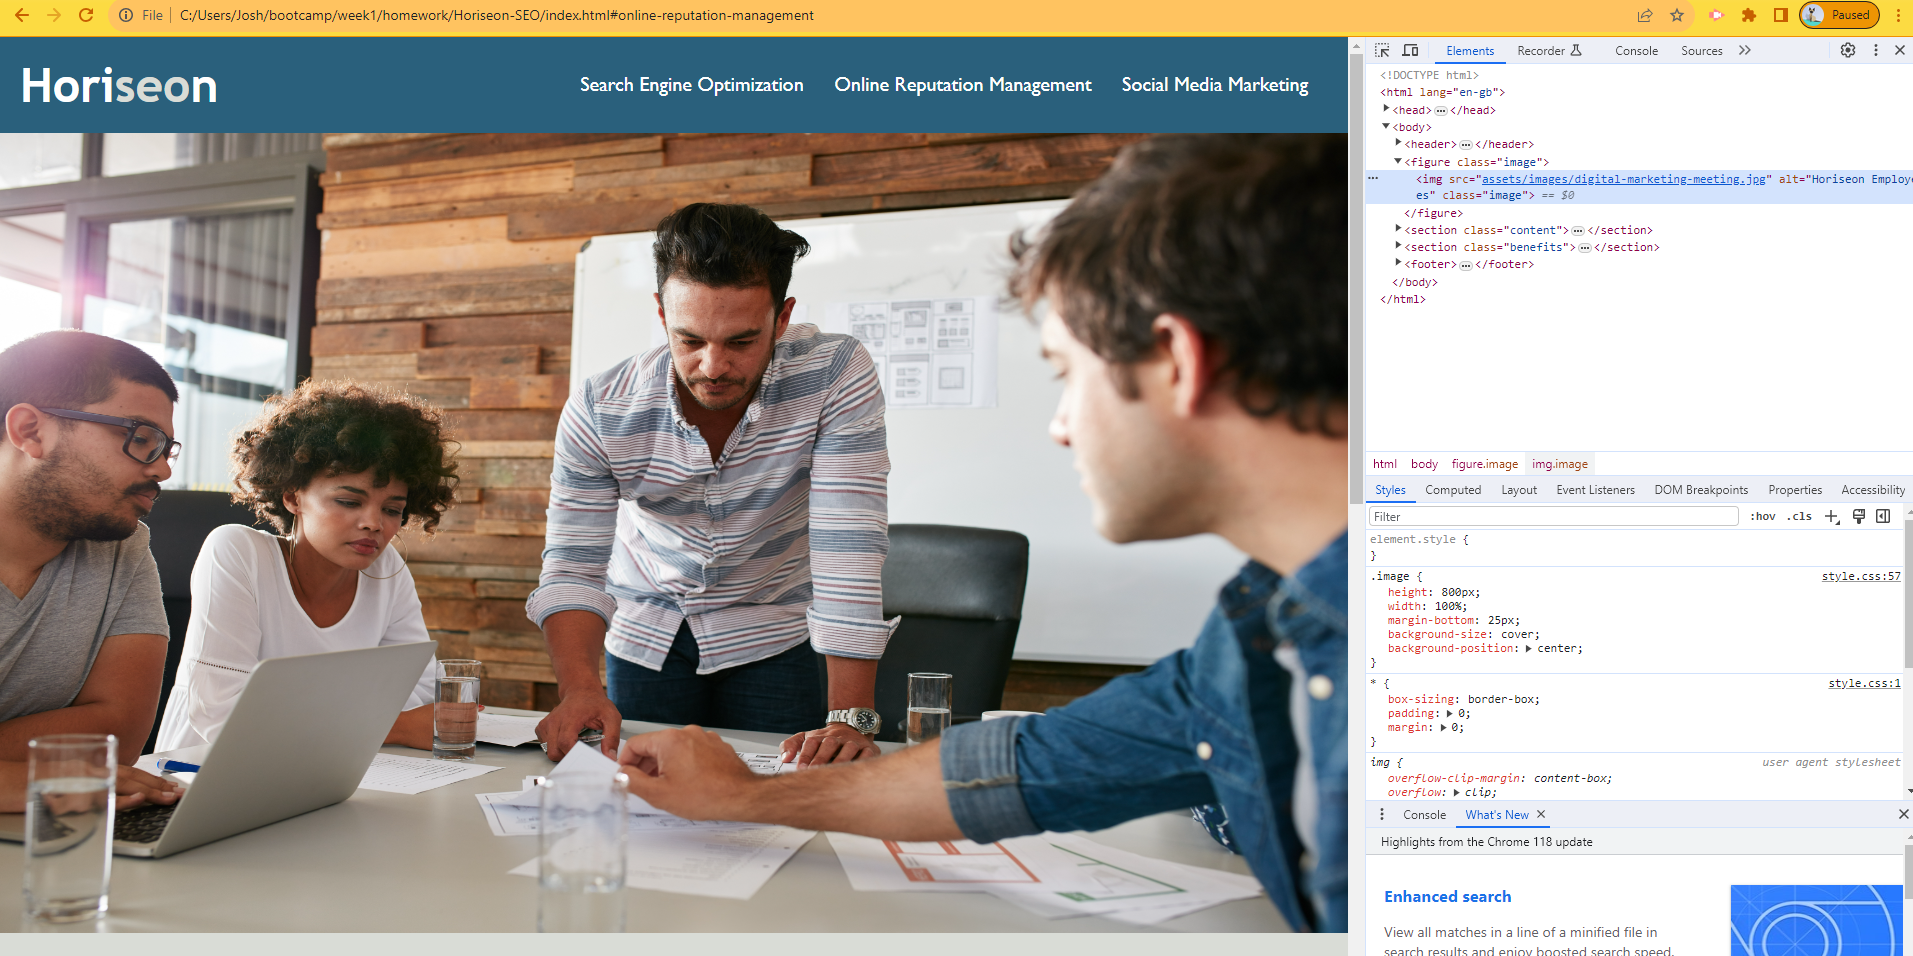 File C:/Users/Josh/bootcamp/week1/homework/Horiseon-SEO/index.html#online-reputation-management
Paused
Horiseon
Search Engine Optimization Online Reputation Management Social Media Marketing
Elements Recorder Console Sources
<!DOCTYPE html>
<html lang="en-gb">
<head> … </head>
<body>
<header> … </header>
<figure class="image">
… <img src="assets/images/digital-marketing-meeting.jpg" alt="Horiseon Employe
es" class="image"> == $0
</figure>
<section class="content"> … </section>
<section class="benefits"> … </section>
<footer> … </footer>
</body>
</html>
html body figure.image img.image
Styles Computed Layout Event Listeners DOM Breakpoints Properties Accessibility
Filter :hov .cls
element.style {
}
.image { style.css:57
height: 800px;
width: 100%;
margin-bottom: 25px;
background-size: cover;
background-position: center;
}
* { style.css:1
box-sizing: border-box;
padding: 0;
margin: 0;
}
img { user agent stylesheet
overflow-clip-margin: content-box;
overflow: clip;
Console What's New
Highlights from the Chrome 118 update
Enhanced search
View all matches in a line of a minified file in
search results and enjoy boosted search speed.